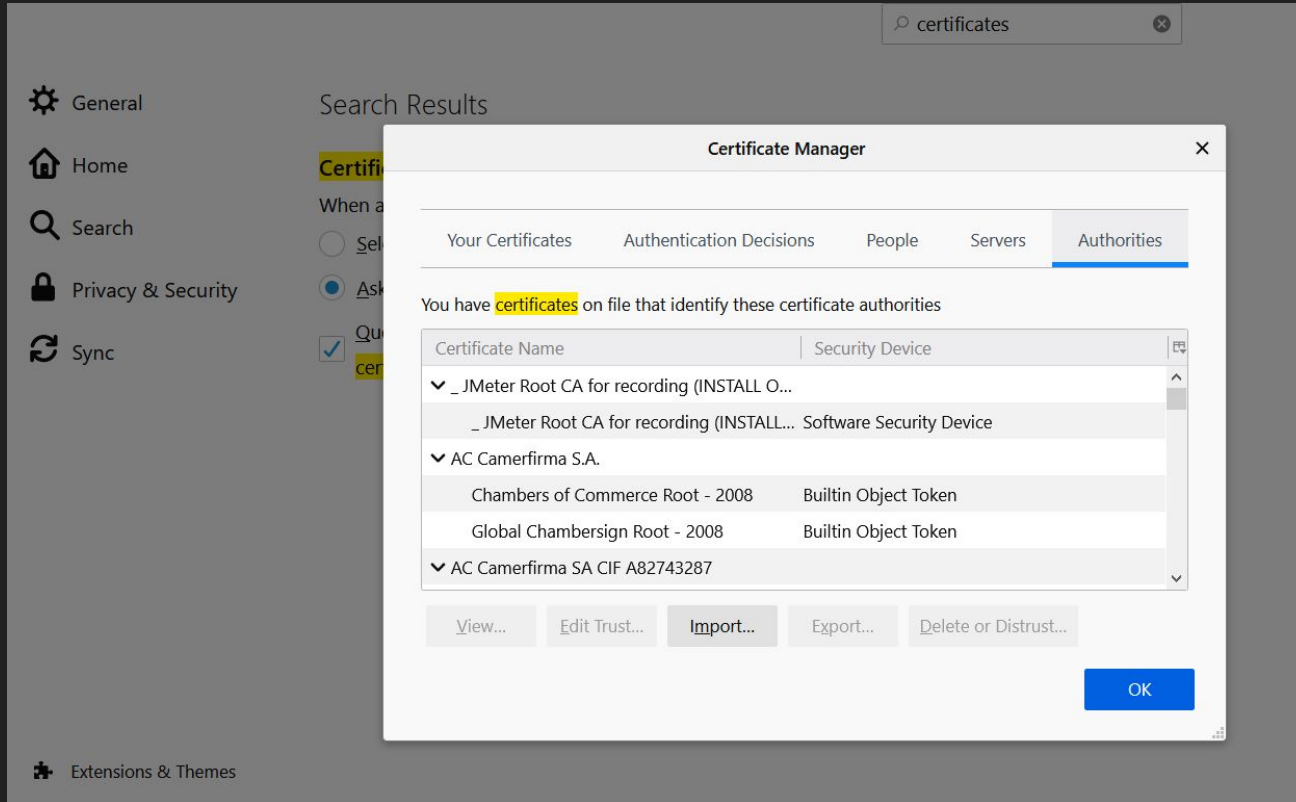 certificates
General
Home
Search
Privacy & Security
Sync
Extensions & Themes
Search Results
Certifi
When a
Sel
Ask
Qu
cer
Certificate Manager
Your Certificates Authentication Decisions People Servers Authorities
You have certificates on file that identify these certificate authorities
Certificate Name Security Device
_ JMeter Root CA for recording (INSTALL O...
_ JMeter Root CA for recording (INSTALL... Software Security Device
AC Camerfirma S.A.
Chambers of Commerce Root - 2008 Builtin Object Token
Global Chambersign Root - 2008 Builtin Object Token
AC Camerfirma SA CIF A82743287
View... Edit Trust... Import... Export... Delete or Distrust...
OK